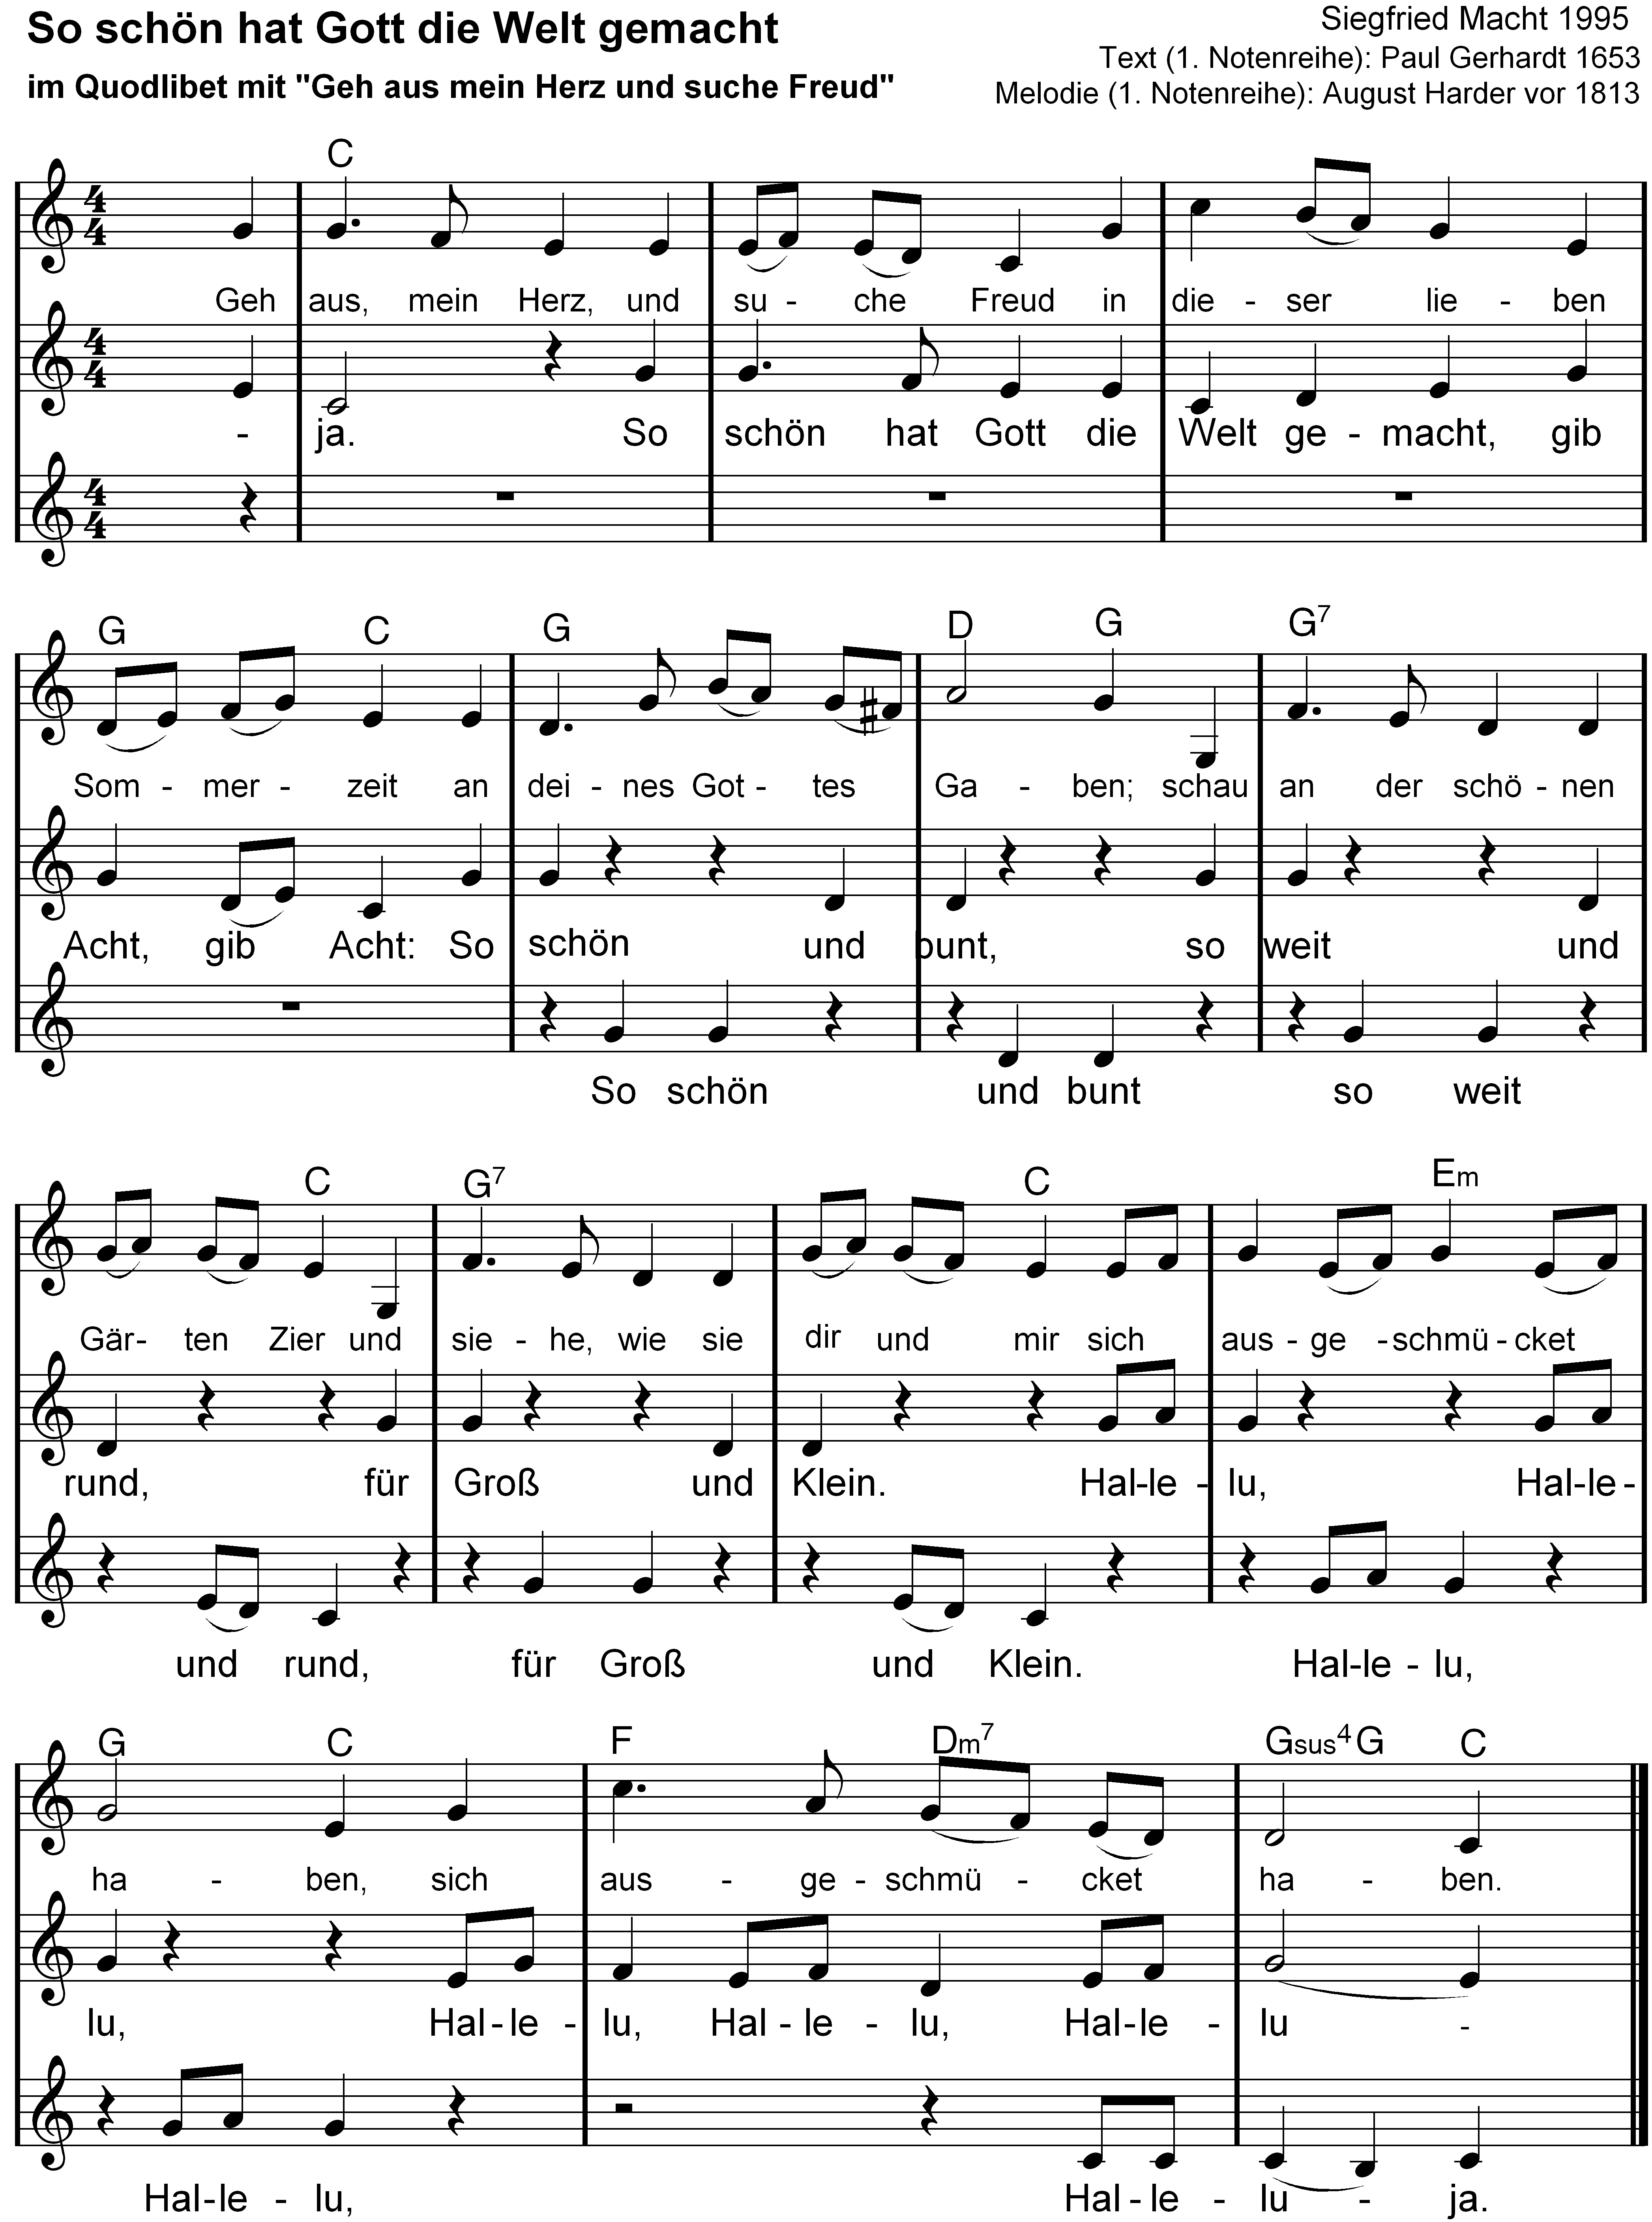 So schön hat Gott die Welt gemacht
Siegfried Macht 1995
im Quodlibet mit "Geh aus mein Herz und suche Freud"
Text (1. Notenreihe): Paul Gerhardt 1653
Melodie (1. Notenreihe): August Harder vor 1813
C
4 4
Geh aus, mein Herz, und su - che Freud in die - ser lie - ben
4 4
- ja. So schön hat Gott die Welt ge - macht, gib
4 4
G C G D G G7
Som - mer - zeit an dei - nes Got - tes Ga - ben; schau an der schö - nen
Acht, gib Acht: So schön und bunt, so weit und
So schön und bunt so weit
C G7 C Em
Gär- ten Zier und sie - he, wie sie dir und mir sich aus - ge - schmü - cket
rund, für Groß und Klein. Hal-le - lu, Hal-le-
und rund, für Groß und Klein. Hal-le - lu,
G C F Dm7 Gsus4 G C
ha - ben, sich aus - ge - schmü - cket ha - ben.
lu, Hal-le - lu, Hal - le - lu, Hal-le - lu -
Hal-le - lu, Hal-le - lu - ja.